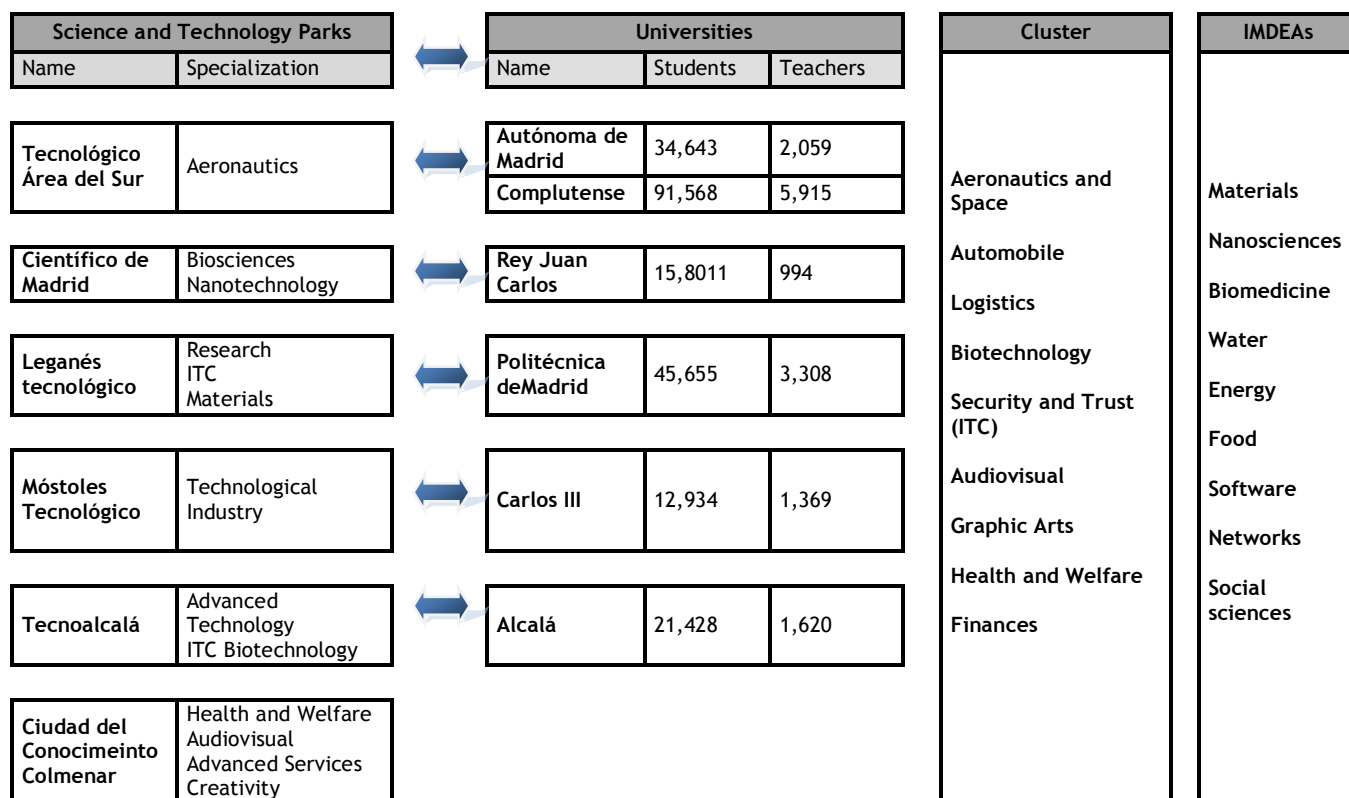 Science and Technology Parks
Name Specialization
Tecnológico
Área del Sur
Aeronautics
Científico de
Madrid
Biosciences
Nanotechnology
Leganés
tecnológico
Research
ITC
Materials
Móstoles
Tecnológico
Technological
Industry
Tecnoalcalá
Advanced
Technology
ITC Biotechnology
Ciudad del
Conocimeinto
Colmenar
Health and Welfare
Audiovisual
Advanced Services
Creativity
Universities
Name Students Teachers
Autónoma de
Madrid
34,643 2,059
Complutense 91,568 5,915
Rey Juan
Carlos
15,8011 994
Politécnica
deMadrid
45,655 3,308
Carlos III 12,934 1,369
Alcalá 21,428 1,620
Cluster
Aeronautics and
Space
Automobile
Logistics
Biotechnology
Security and Trust
(ITC)
Audiovisual
Graphic Arts
Health and Welfare
Finances
IMDEAs
Materials
Nanosciences
Biomedicine
Water
Energy
Food
Software
Networks
Social
sciences